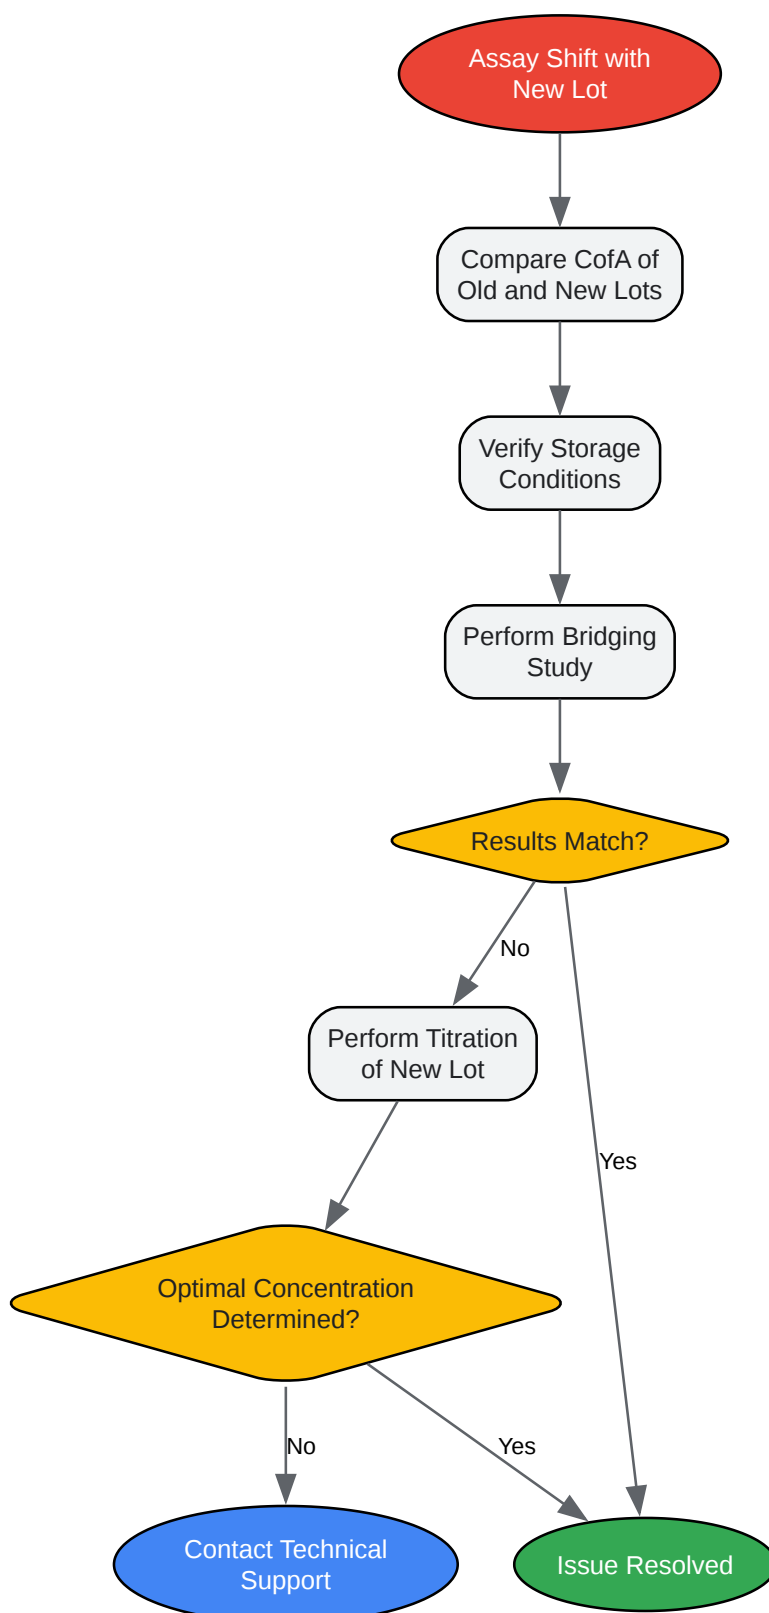 Assay Shift with
New Lot
Compare CofA of
Old and New Lots
Verify Storage
Conditions
Perform Bridging
Study
Results Match?
No
Perform Titration
of New Lot
Yes
Optimal Concentration
Determined?
No
Yes
Contact Technical
Support
Issue Resolved